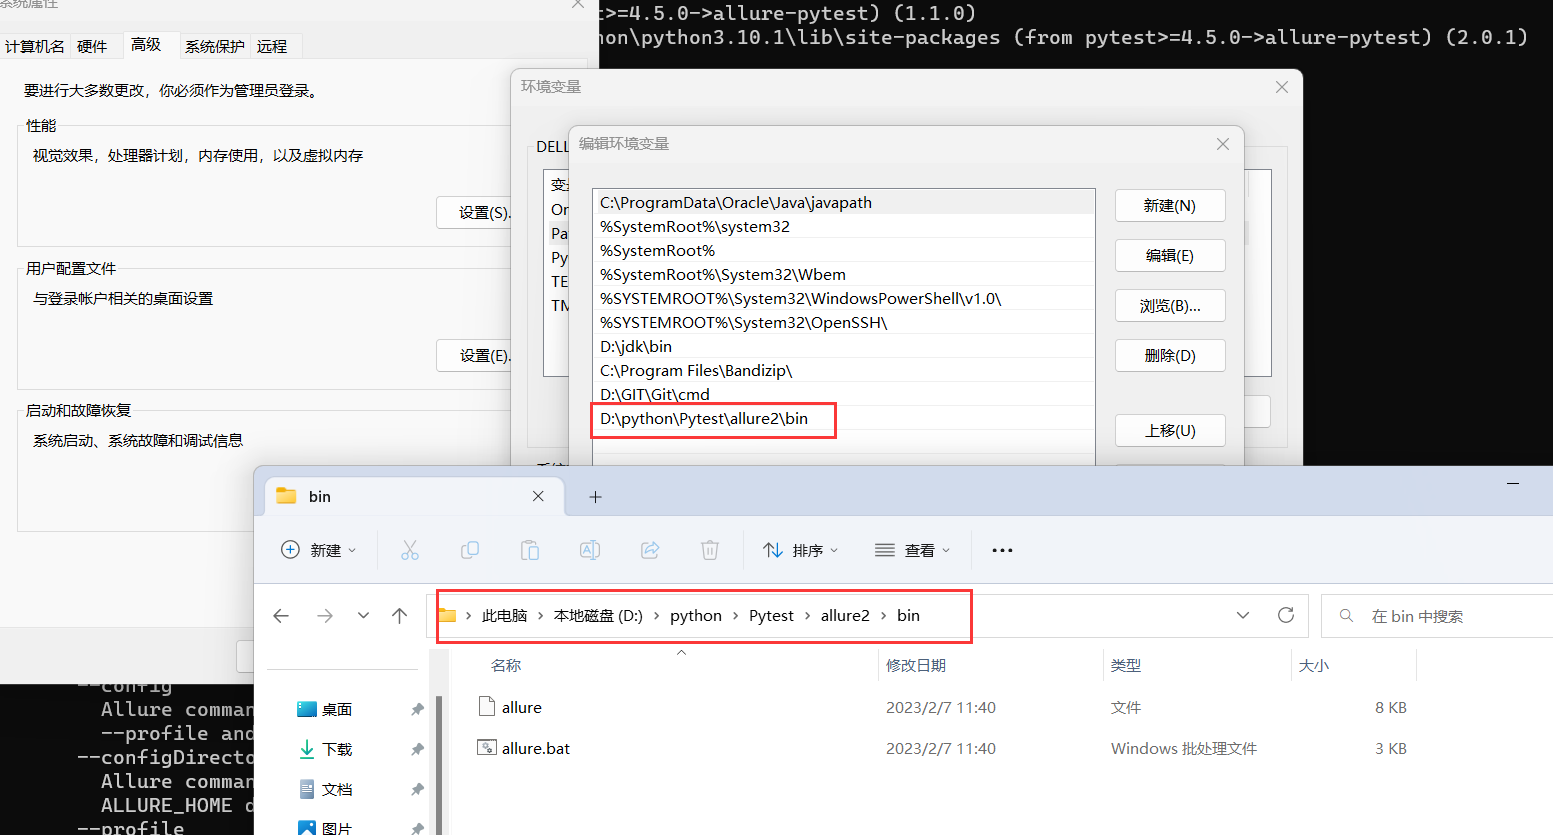 系统属性
>=4.5.0->allure-pytest) (1.1.0)
hon\python3.10.1\lib\site-packages (from pytest>=4.5.0->allure-pytest) (2.0.1)
计算机名 硬件 高级 系统保护 远程
要进行大多数更改，你必须作为管理员登录。
性能
视觉效果，处理器计划，内存使用，以及虚拟内存
设置(S)...
用户配置文件
与登录帐户相关的桌面设置
设置(E)...
启动和故障恢复
系统启动、系统故障和调试信息
环境变量
DELL
变
On
Pa
Py
TE
TM
编辑环境变量
C:\ProgramData\Oracle\Java\javapath
%SystemRoot%\system32
%SystemRoot%
%SystemRoot%\System32\Wbem
%SYSTEMROOT%\System32\WindowsPowerShell\v1.0\
%SYSTEMROOT%\System32\OpenSSH\
D:\jdk\bin
C:\Program Files\Bandizip\
D:\GIT\Git\cmd
D:\python\Pytest\allure2\bin
新建(N)
编辑(E)
浏览(B)...
删除(D)
上移(U)
bin
新建
排序
查看
此电脑 › 本地磁盘 (D:) › python › Pytest › allure2 › bin
在 bin 中搜索
名称 修改日期 类型 大小
allure 2023/2/7 11:40 文件 8 KB
allure.bat 2023/2/7 11:40 Windows 批处理文件 3 KB
桌面
下载
文档
图片
--config
Allure comman
--profile and
--configDirecto
Allure comman
ALLURE_HOME d
--profile